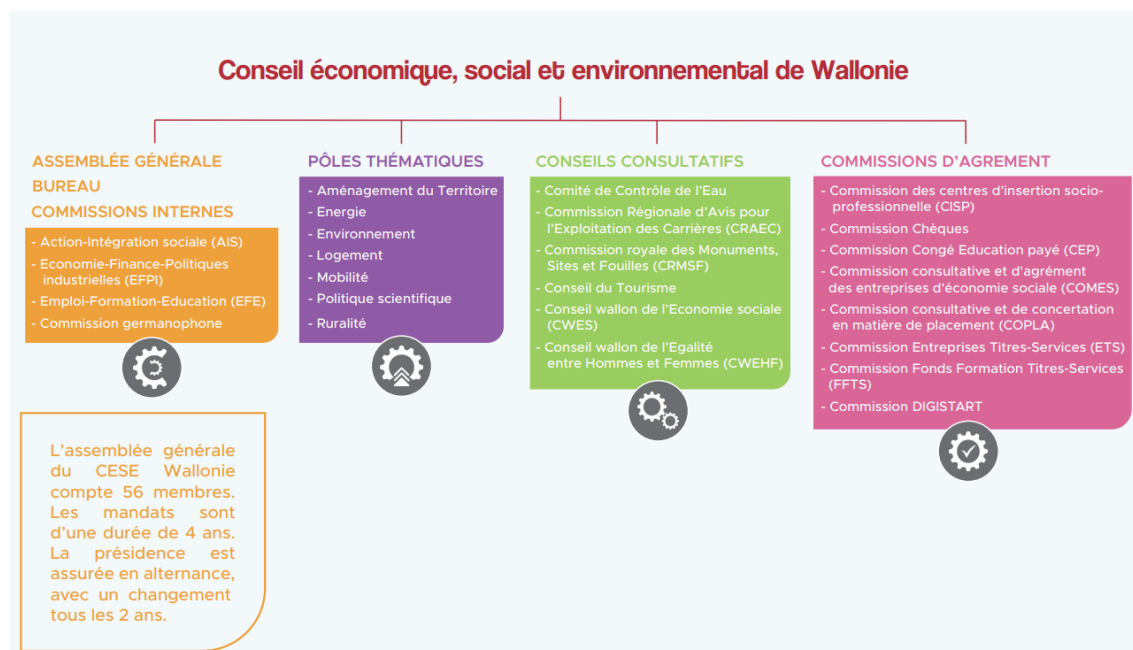 Conseil économique, social et environnemental de Wallonie
ASSEMBLÉE GÉNÉRALE
BUREAU
COMMISSIONS INTERNES
- Action-Intégration sociale (AIS)
- Economie-Finance-Politiques
industrielles (EFPI)
- Emploi-Formation-Education (EFE)
- Commission germanophone
L'assemblée générale
du CESE Wallonie
compte 56 membres.
Les mandats sont
d'une durée de 4 ans.
La présidence est
assurée en alternance,
avec un changement
tous les 2 ans.
PÔLES THÉMATIQUES
- Aménagement du Territoire
- Energie
- Environnement
- Logement
- Mobilité
- Politique scientifique
- Ruralité
CONSEILS CONSULTATIFS
- Comité de Contrôle de l'Eau
- Commission Régionale d'Avis pour
l'Exploitation des Carrières (CRAEC)
- Commission royale des Monuments,
Sites et Fouilles (CRMSF)
- Conseil du Tourisme
- Conseil wallon de l'Economie sociale
(CWES)
- Conseil wallon de l'Egalité
entre Hommes et Femmes (CWEHF)
COMMISSIONS D'AGREMENT
- Commission des centres d'insertion socio-
professionnelle (CISP)
- Commission Chèques
- Commission Congé Education payé (CEP)
- Commission consultative et d'agrément
des entreprises d'économie sociale (COMES)
- Commission consultative et de concertation
en matière de placement (COPLA)
- Commission Entreprises Titres-Services (ETS)
- Commission Fonds Formation Titres-Services
(FFTS)
- Commission DIGISTART